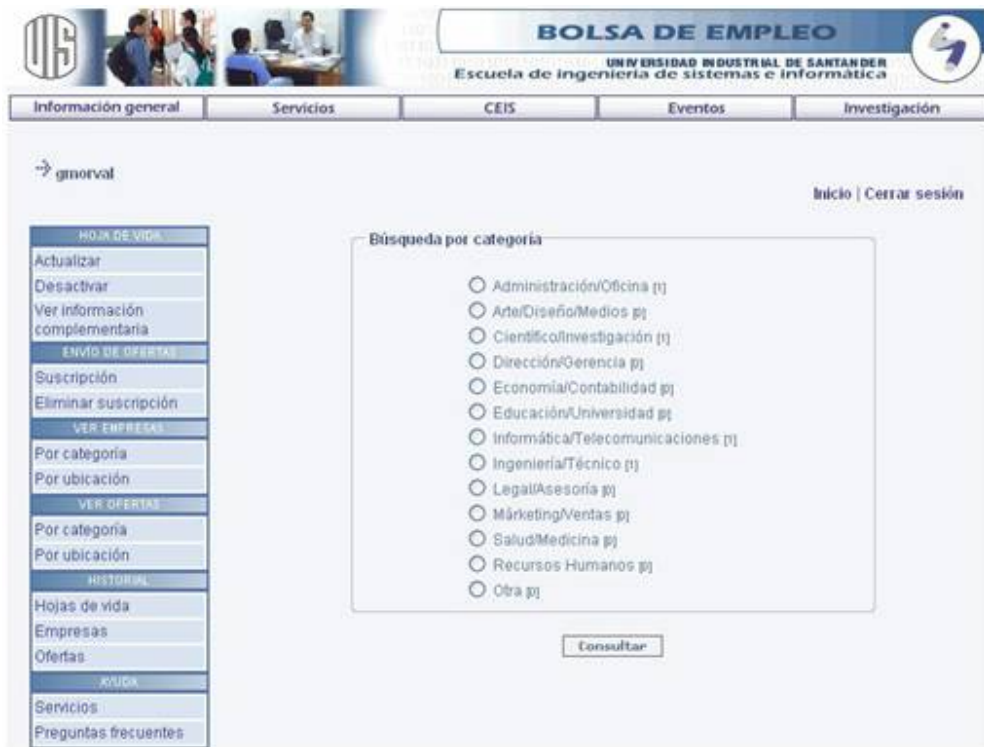 UIS
BOLSA DE EMPLEO
UNIVERSIDAD INDUSTRIAL DE SANTANDER
Escuela de ingeniería de sistemas e informática
Información general
Servicios
CEIS
Eventos
Investigación
gmorval
Inicio | Cerrar sesión
HOJA DE VIDA
Actualizar
Desactivar
Ver información
complementaria
ENVÍO DE OFERTAS
Suscripción
Eliminar suscripción
VER EMPRESAS
Por categoría
Por ubicación
VER OFERTAS
Por categoría
Por ubicación
HISTORIAL
Hojas de vida
Empresas
Ofertas
AYUDA
Servicios
Preguntas frecuentes
Búsqueda por categoría
Administración/Oficina [1]
Arte/Diseño/Medios [0]
Científico/Investigación [1]
Dirección/Gerencia [0]
Economía/Contabilidad [0]
Educación/Universidad [0]
Informática/Telecomunicaciones [1]
Ingeniería/Técnico [1]
Legal/Asesoría [0]
Márketing/Ventas [0]
Salud/Medicina [0]
Recursos Humanos [0]
Otra [0]
Consultar